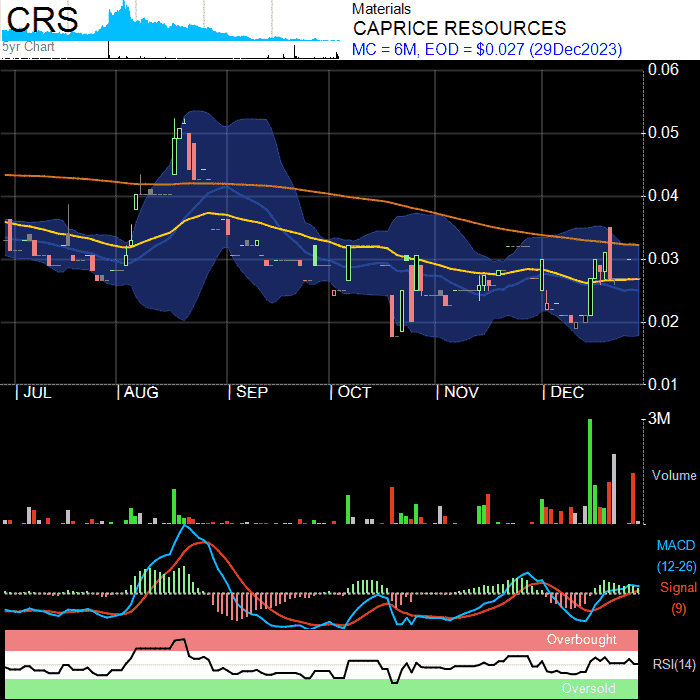 CRS
5yr Chart
Materials
CAPRICE RESOURCES
MC = 6M, EOD = $0.027 (29Dec2023)
0.06
0.05
0.04
0.03
0.02
0.01
| JUL | AUG | SEP | OCT | NOV | DEC
3M
Volume
MACD
(12-26)
Signal
(9)
Overbought
RSI(14)
Oversold